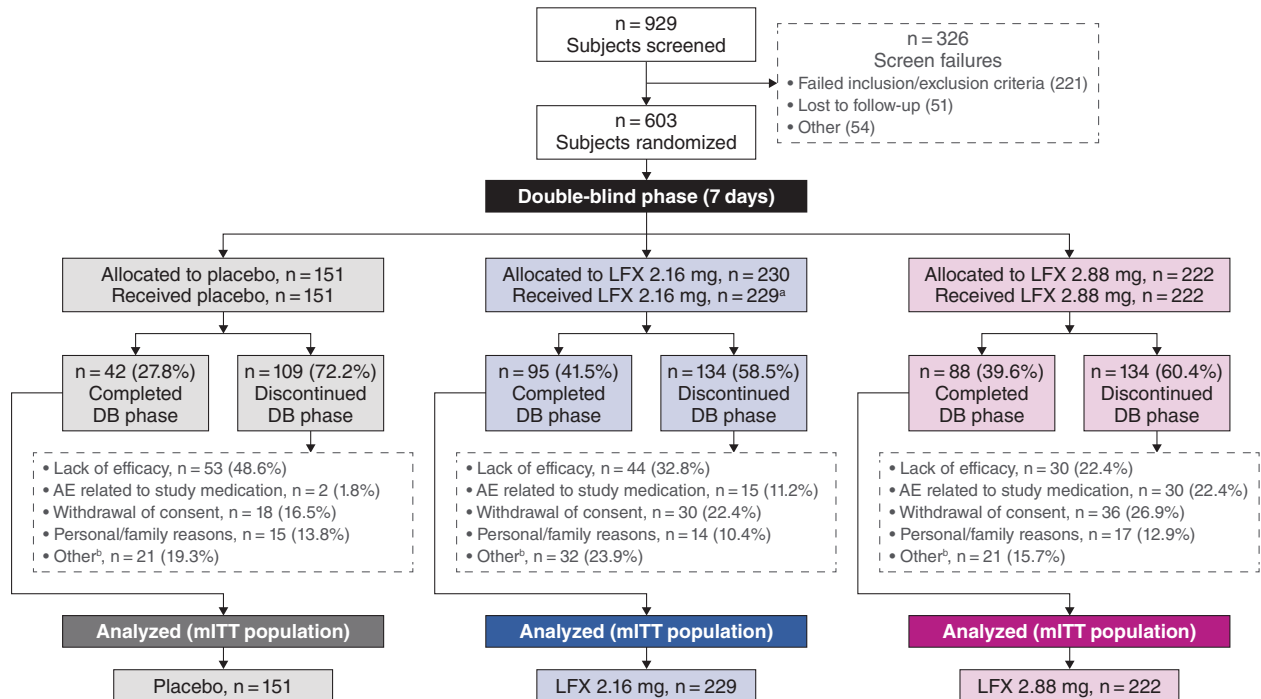 n = 929
Subjects screened
n = 326
Screen failures
• Failed inclusion/exclusion criteria (221)
• Lost to follow-up (51)
• Other (54)
n = 603
Subjects randomized
Double-blind phase (7 days)
Allocated to placebo, n = 151
Received placebo, n = 151
Allocated to LFX 2.16 mg, n = 230
Received LFX 2.16 mg, n = 229ᵃ
Allocated to LFX 2.88 mg, n = 222
Received LFX 2.88 mg, n = 222
n = 42 (27.8%)
Completed
DB phase
n = 109 (72.2%)
Discontinued
DB phase
n = 95 (41.5%)
Completed
DB phase
n = 134 (58.5%)
Discontinued
DB phase
n = 88 (39.6%)
Completed
DB phase
n = 134 (60.4%)
Discontinued
DB phase
• Lack of efficacy, n = 53 (48.6%)
• AE related to study medication, n = 2 (1.8%)
• Withdrawal of consent, n = 18 (16.5%)
• Personal/family reasons, n = 15 (13.8%)
• Otherᵇ, n = 21 (19.3%)
• Lack of efficacy, n = 44 (32.8%)
• AE related to study medication, n = 15 (11.2%)
• Withdrawal of consent, n = 30 (22.4%)
• Personal/family reasons, n = 14 (10.4%)
• Otherᵇ, n = 32 (23.9%)
• Lack of efficacy, n = 30 (22.4%)
• AE related to study medication, n = 30 (22.4%)
• Withdrawal of consent, n = 36 (26.9%)
• Personal/family reasons, n = 17 (12.9%)
• Otherᵇ, n = 21 (15.7%)
Analyzed (mITT population)
Analyzed (mITT population)
Analyzed (mITT population)
Placebo, n = 151
LFX 2.16 mg, n = 229
LFX 2.88 mg, n = 222